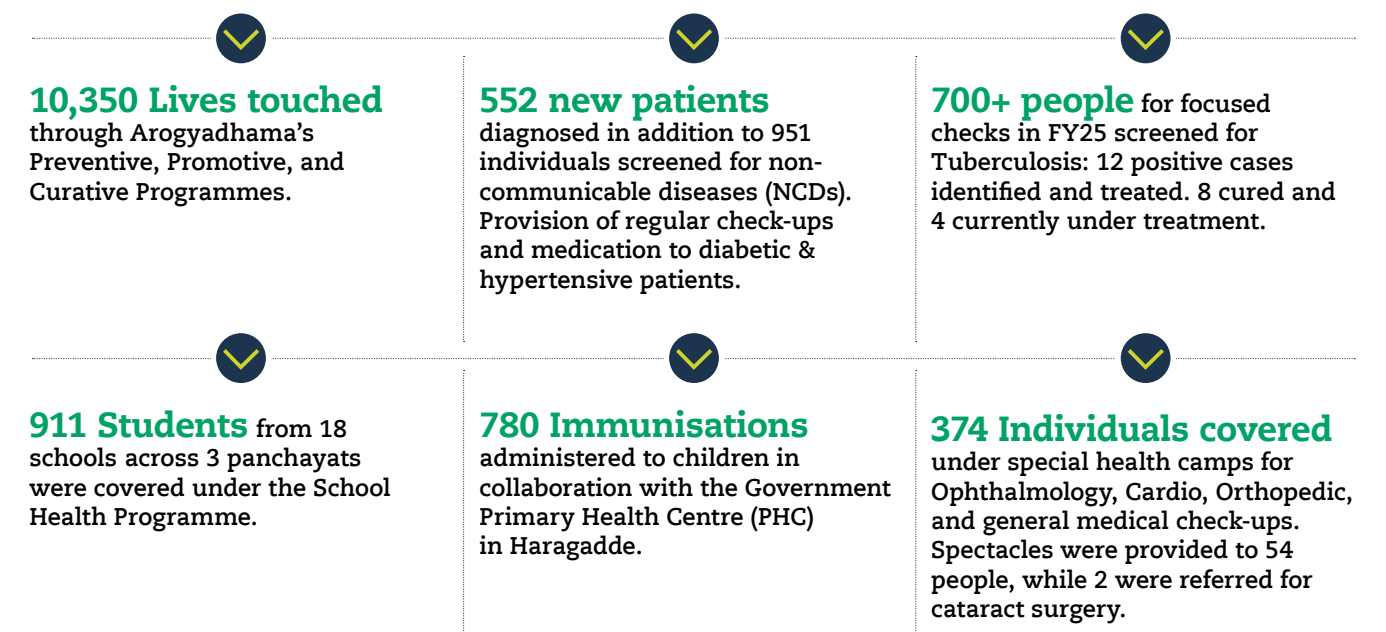 10,350 Lives touched
through Arogyadhama’s
Preventive, Promotive, and
Curative Programmes.
552 new patients
diagnosed in addition to 951
individuals screened for non-
communicable diseases (NCDs).
Provision of regular check-ups
and medication to diabetic &
hypertensive patients.
700+ people for focused
checks in FY25 screened for
Tuberculosis: 12 positive cases
identified and treated. 8 cured and
4 currently under treatment.
911 Students from 18
schools across 3 panchayats
were covered under the School
Health Programme.
780 Immunisations
administered to children in
collaboration with the Government
Primary Health Centre (PHC)
in Haragadde.
374 Individuals covered
under special health camps for
Ophthalmology, Cardio, Orthopedic,
and general medical check-ups.
Spectacles were provided to 54
people, while 2 were referred for
cataract surgery.